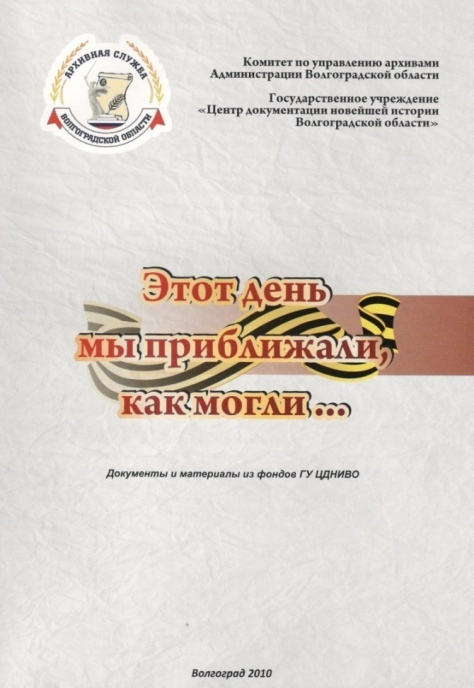 АРХИВНАЯ СЛУЖБА
ВОЛГОГРАДСКОЙ ОБЛАСТИ
Комитет по управлению архивами
Администрации Волгоградской области
Государственное учреждение
«Центр документации новейшей истории
Волгоградской области»
Этот день
мы приближали,
как могли ...
Документы и материалы из фондов ГУ ЦДНИВО
Волгоград 2010